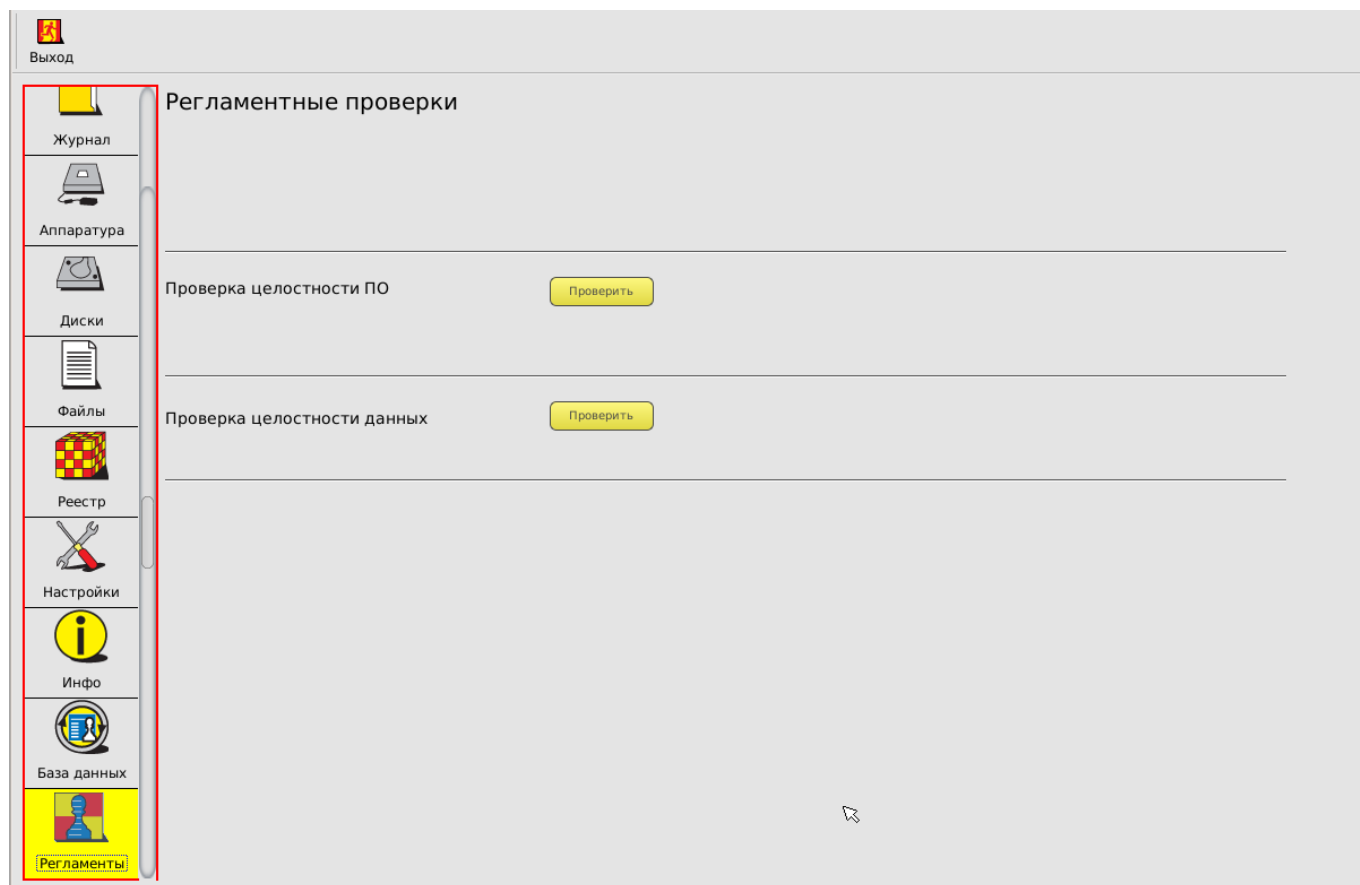 Выход
Журнал
Аппаратура
Диски
Файлы
Реестр
Настройки
Инфо
База данных
Регламенты
Регламентные проверки
Проверка целостности ПО
Проверить
Проверка целостности данных
Проверить